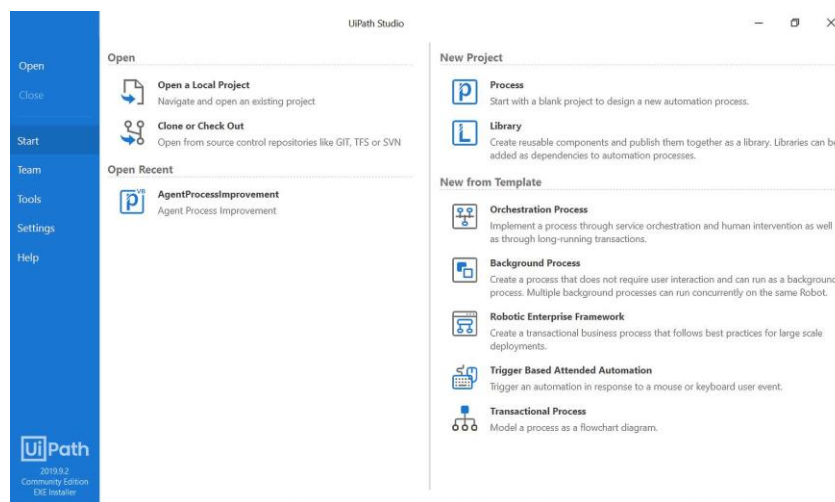 UiPath Studio
Open
Close
Start
Team
Tools
Settings
Help
UiPath
2019.9.2
Community Edition
EXE Installer
Open
Open a Local Project
Navigate and open an existing project
Clone or Check Out
Open from source control repositories like GIT, TFS or SVN
Open Recent
VB
AgentProcessImprovement
Agent Process Improvement
New Project
Process
Start with a blank project to design a new automation process.
Library
Create reusable components and publish them together as a library. Libraries can be
added as dependencies to automation processes.
New from Template
Orchestration Process
Implement a process through service orchestration and human intervention as well
as through long-running transactions.
Background Process
Create a process that does not require user interaction and can run as a background
process. Multiple background processes can run concurrently on the same Robot.
Robotic Enterprise Framework
Create a transactional business process that follows best practices for large scale
deployments.
Trigger Based Attended Automation
Trigger an automation in response to a mouse or keyboard user event.
Transactional Process
Model a process as a flowchart diagram.